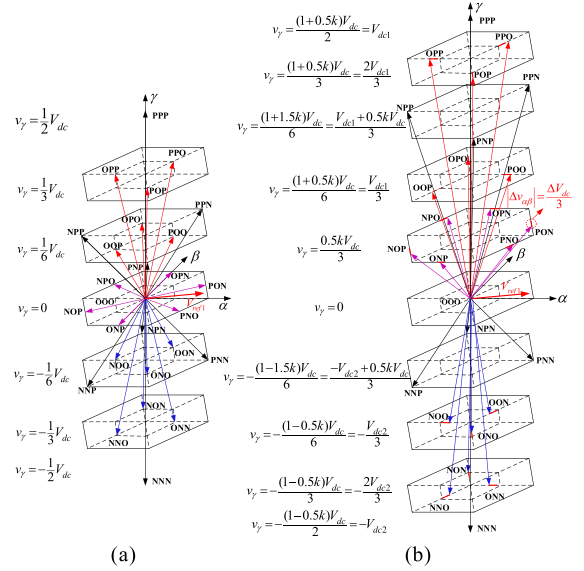 γ
PPP
v_γ = 1/2 V_dc
OPP
PPO
POP
v_γ = 1/3 V_dc
PPN
OPO
NPP
OOP
POO
v_γ = 1/6 V_dc
β
PNP
OPN
NPO
PON
OOO
v_γ = 0
α
NOP
V_ref1
PNO
ONP
NPN
OON
NOO
PNN
v_γ = -1/6 V_dc
ONO
NNP
NON
v_γ = -1/3 V_dc
NNO
ONN
v_γ = -1/2 V_dc
NNN
(a)
γ
v_γ = (1+0.5k)V_dc/2 = V_dc1
PPP
PPO
OPP
v_γ = (1+0.5k)V_dc/3 = 2V_dc1/3
POP
PPN
NPP
v_γ = (1+1.5k)V_dc/6 = V_dc1+0.5kV_dc/3
PNP
OPO
POO
v_γ = (1+0.5k)V_dc/6 = V_dc1/3
OOP
|Δv_αβ| = ΔV_dc/3
OPN
NPO
PON
NOP
PNO
v_γ = 0.5kV_dc/3
ONP
β
OOO
V_ref1
v_γ = 0
α
NPN
PNN
v_γ = -(1-1.5k)V_dc/6 = -V_dc2+0.5kV_dc/3
NNP
OON
NOO
v_γ = -(1-0.5k)V_dc/6 = -V_dc2/3
ONO
NON
v_γ = -(1-0.5k)V_dc/3 = -2V_dc2/3
NNO
ONN
v_γ = -(1-0.5k)V_dc/2 = -V_dc2
NNN
(b)